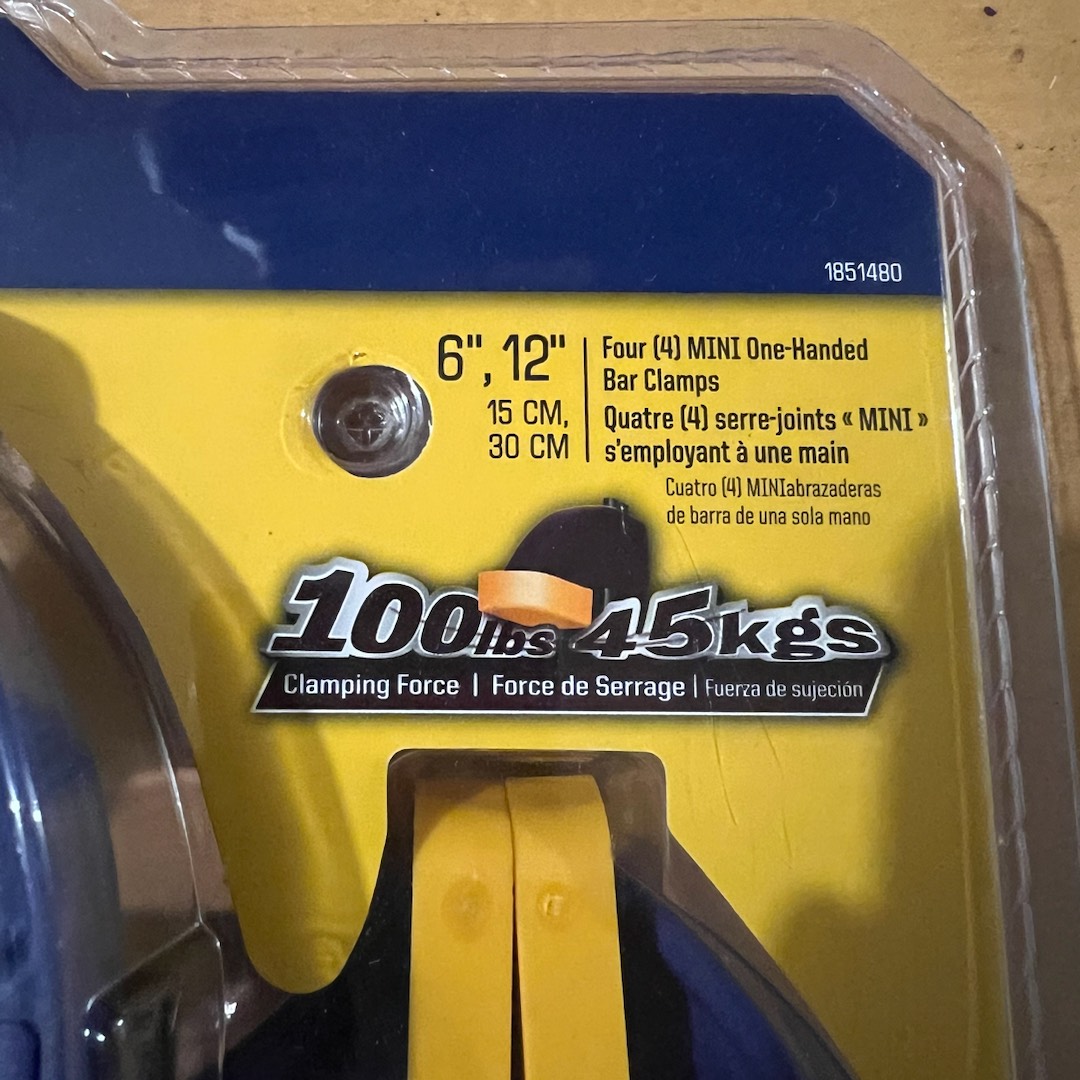 1851480
6", 12"
15 CM,
30 CM
Four (4) MINI One-Handed
Bar Clamps
Quatre (4) serre-joints « MINI »
s'employant à une main
Cuatro (4) MINIabrazaderas
de barra de una sola mano
100lbs 45kgs
Clamping Force | Force de Serrage | Fuerza de sujeción